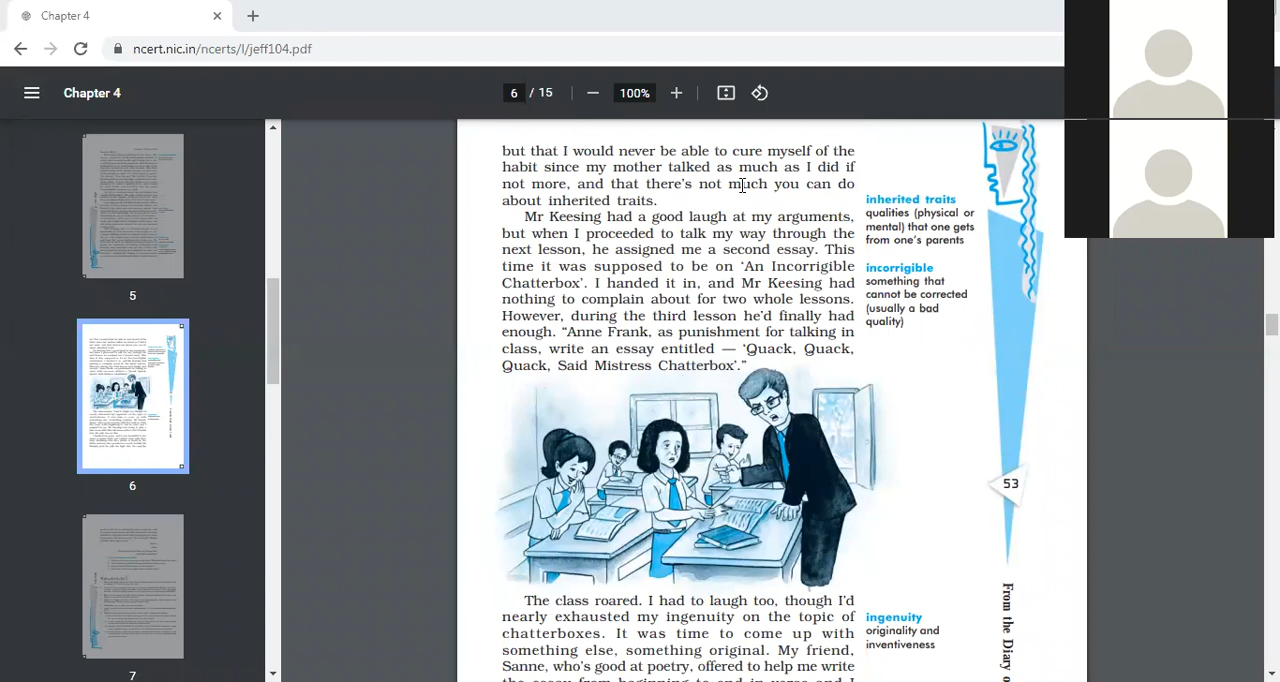 Chapter 4
ncert.nic.in/ncerts/l/jeff104.pdf
Chapter 4
6 / 15
100%
5
6
7
but that I would never be able to cure myself of the
habitsince my mother talked as much as I did if
not more, and that there's not much you can do
about inherited traits.
Mr Keesing had a good laugh at my arguments,
but when I proceeded to talk my way through the
next lesson, he assigned me a second essay. This
time it was supposed to be on ‘An Incorrigible
Chatterbox’. I handed it in, and Mr Keesing had
nothing to complain about for two whole lessons.
However, during the third lesson he'd finally had
enough. “Anne Frank, as punishment for talking in
class, write an essay entitled — ‘Quack, Quack,
Quack, Said Mistress Chatterbox’.”
inherited traits
qualities (physical or
mental) that one gets
from one's parents
incorrigible
something that
cannot be corrected
(usually a bad
quality)
53
The class roared. I had to laugh too, though I'd
nearly exhausted my ingenuity on the topic of
chatterboxes. It was time to come up with
something else, something original. My friend,
Sanne, who's good at poetry, offered to help me write
the essay from beginning to end in verse and I
ingenuity
originality and
inventiveness
From the Diary o